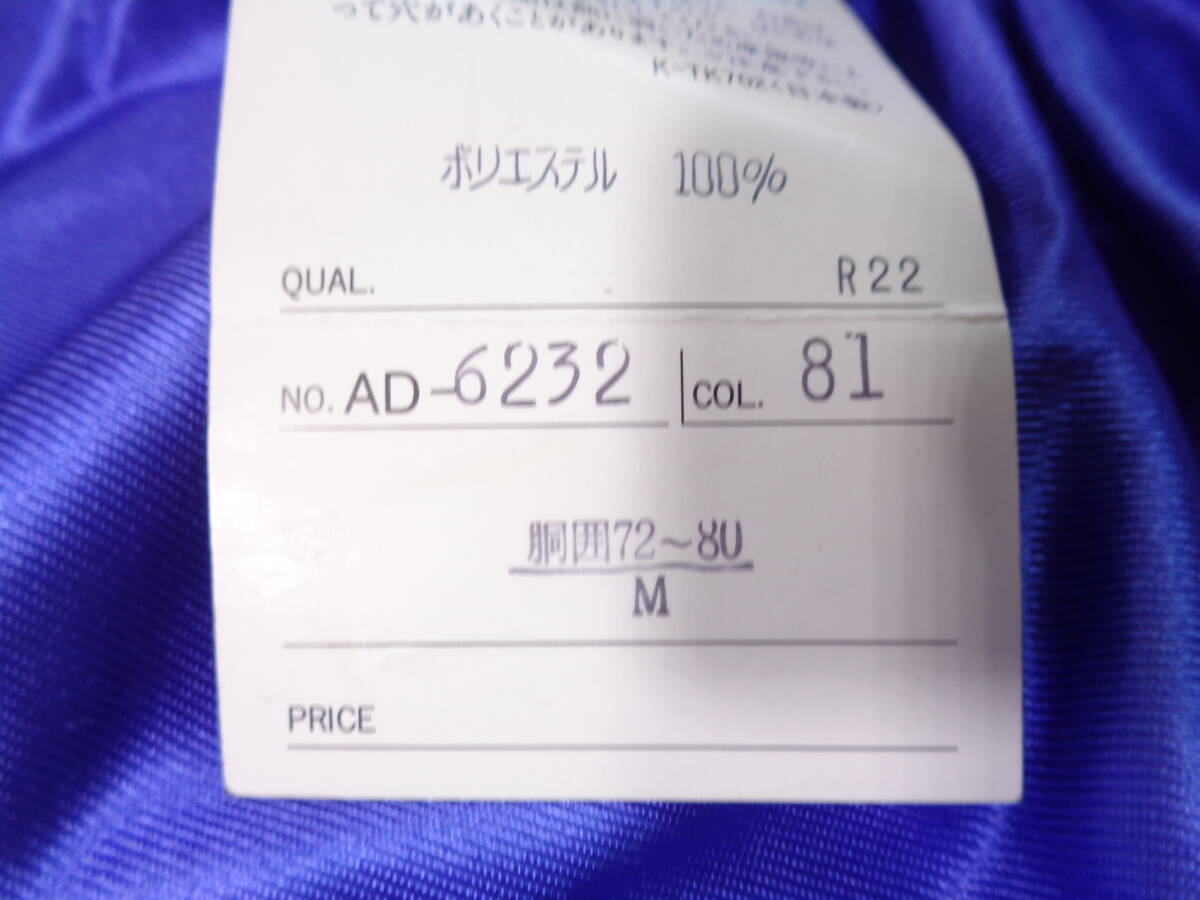 って穴があくことがあります
K-TK702
ポリエステル 100%
QUAL. R22
NO. AD-6232 COL. 81
胴囲72~80
M
PRICE